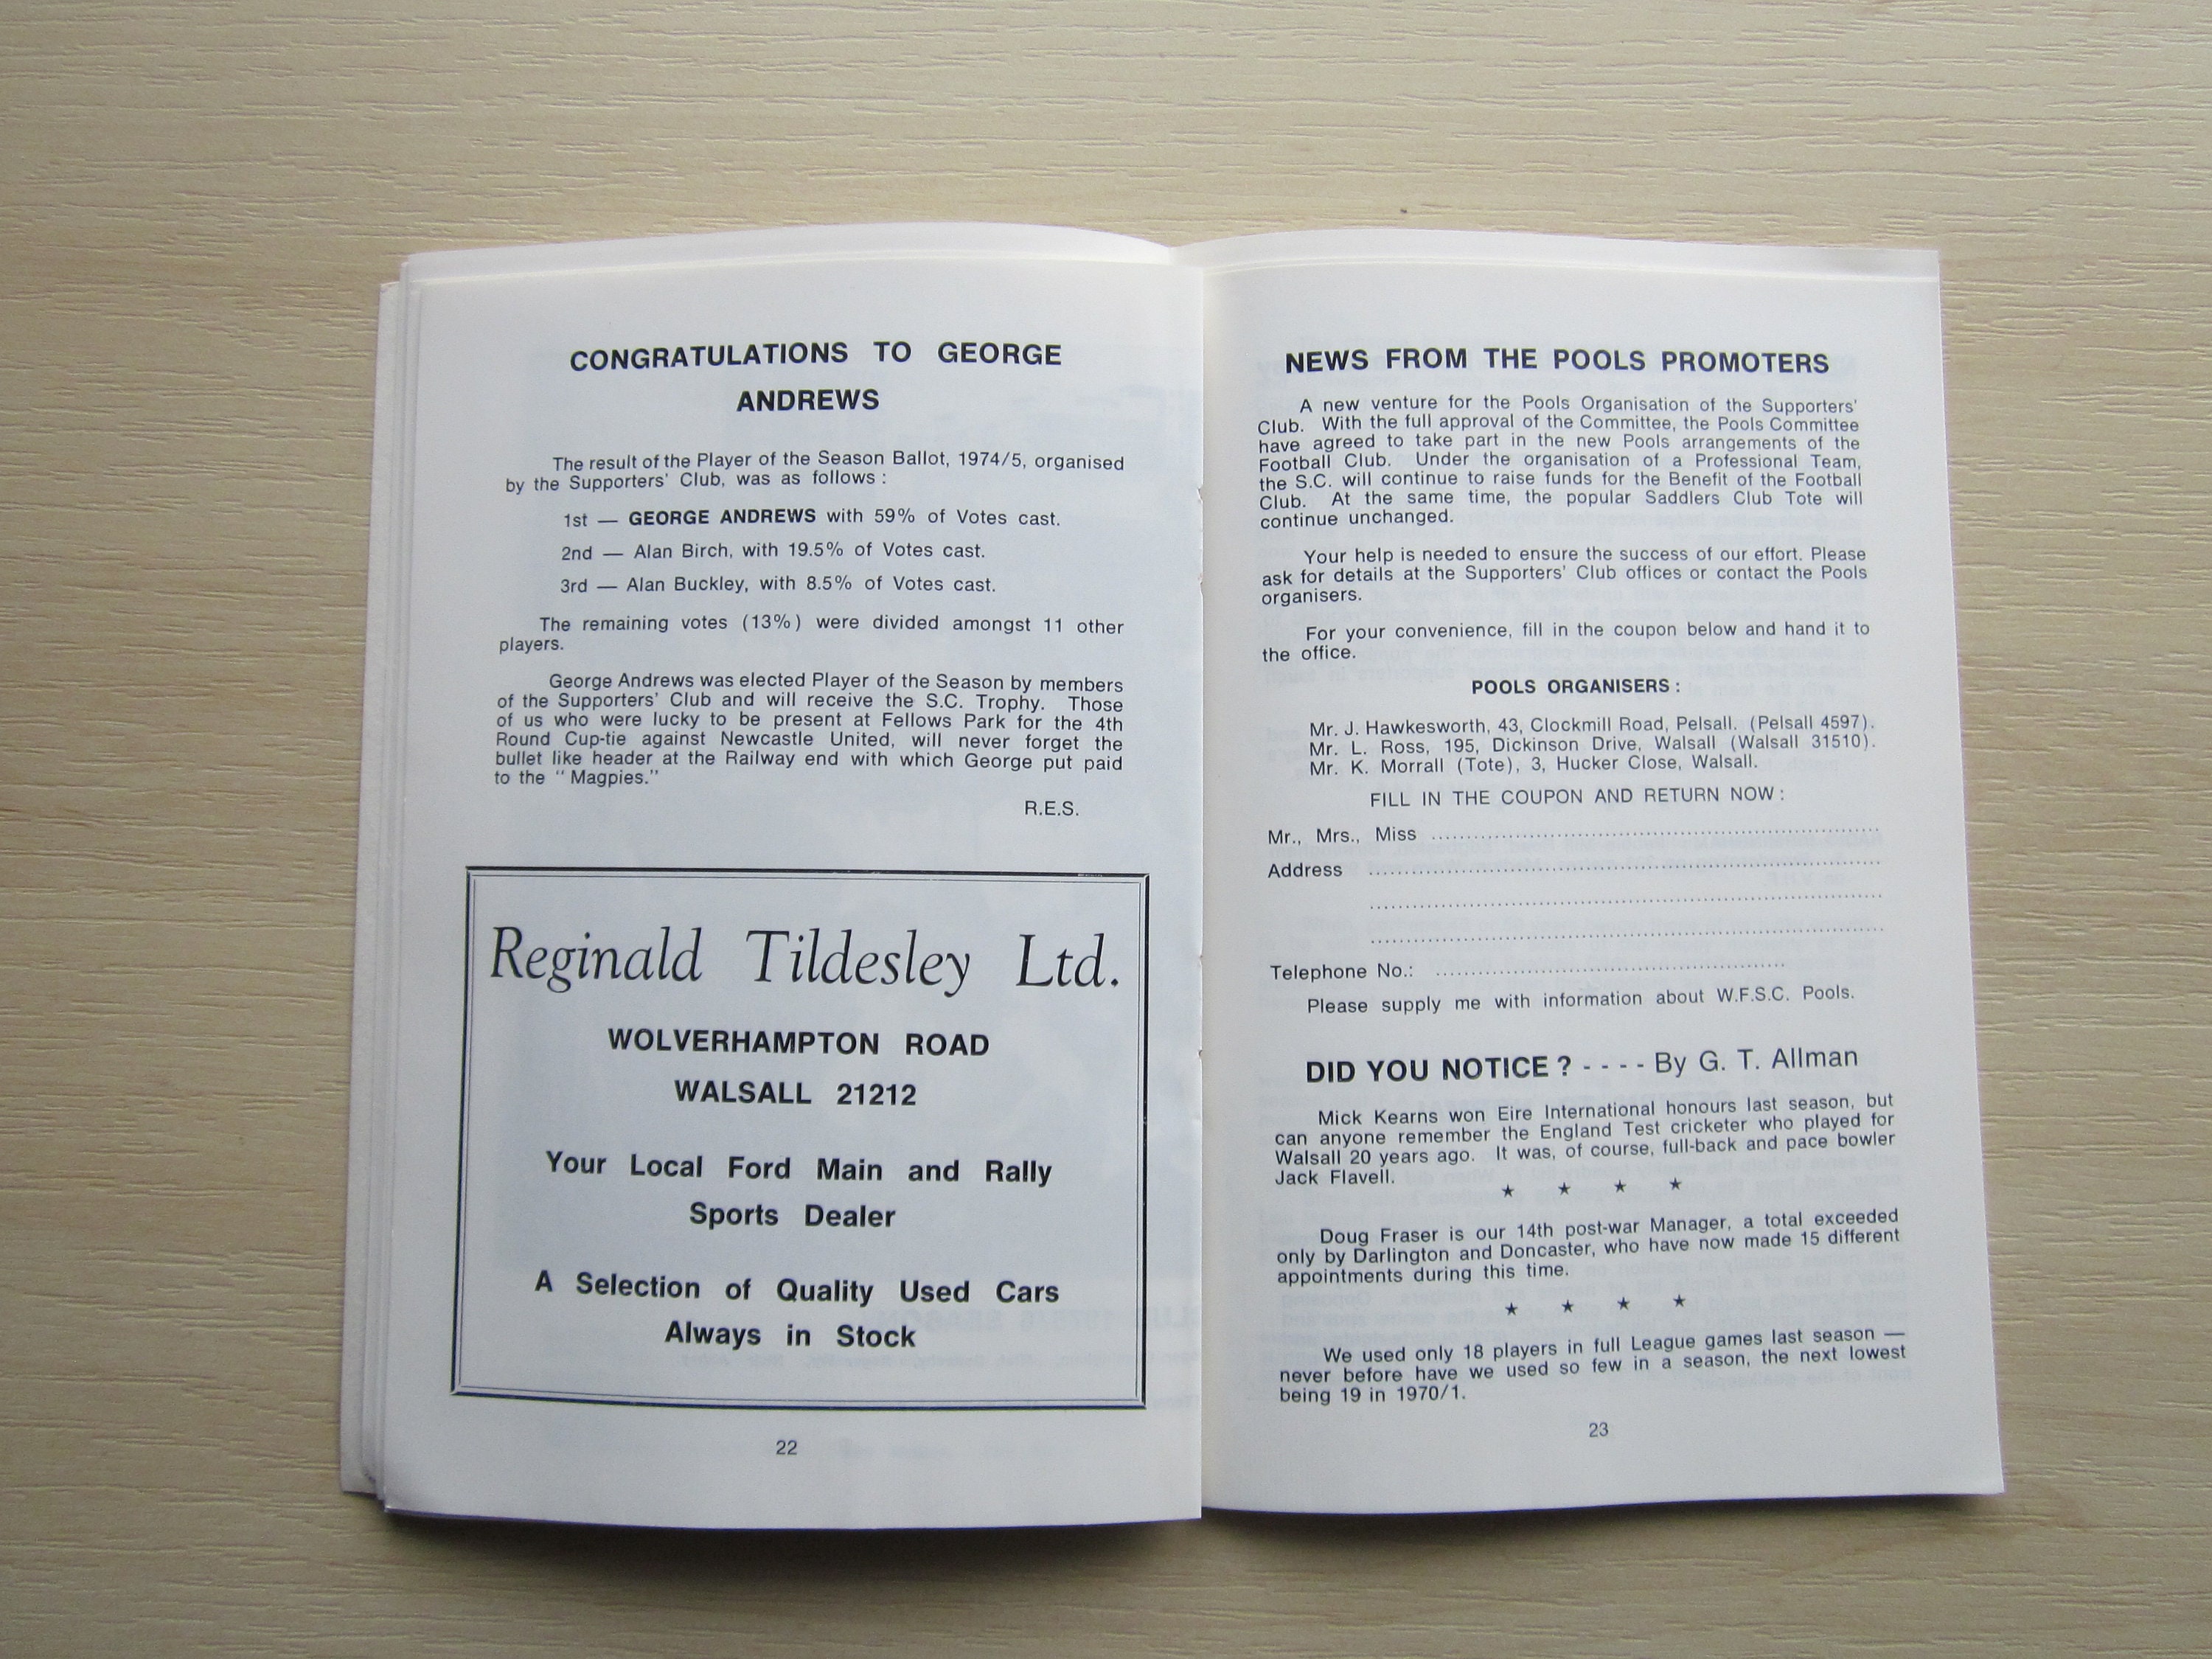 CONGRATULATIONS TO GEORGE
ANDREWS
The result of the Player of the Season Ballot, 1974/5, organised
by the Supporters' Club, was as follows :
1st — GEORGE ANDREWS with 59% of Votes cast.
2nd — Alan Birch, with 19.5% of Votes cast.
3rd — Alan Buckley, with 8.5% of Votes cast.
The remaining votes (13%) were divided amongst 11 other
players.
George Andrews was elected Player of the Season by members
of the Supporters' Club and will receive the S.C. Trophy. Those
of us who were lucky to be present at Fellows Park for the 4th
Round Cup-tie against Newcastle United, will never forget the
bullet like header at the Railway end with which George put paid
to the "Magpies."
R.E.S.
Reginald Tildesley Ltd.
WOLVERHAMPTON ROAD
WALSALL 21212
Your Local Ford Main and Rally
Sports Dealer
A Selection of Quality Used Cars
Always in Stock
22
NEWS FROM THE POOLS PROMOTERS
A new venture for the Pools Organisation of the Supporters'
Club. With the full approval of the Committee, the Pools Committee
have agreed to take part in the new Pools arrangements of the
Football Club. Under the organisation of a Professional Team,
the S.C. will continue to raise funds for the Benefit of the Football
Club. At the same time, the popular Saddlers Club Tote will
continue unchanged.
Your help is needed to ensure the success of our effort. Please
ask for details at the Supporters' Club offices or contact the Pools
organisers.
For your convenience, fill in the coupon below and hand it to
the office.
POOLS ORGANISERS :
Mr. J. Hawkesworth, 43, Clockmill Road, Pelsall. (Pelsall 4597).
Mr. L. Ross, 195, Dickinson Drive, Walsall (Walsall 31510).
Mr. K. Morrall (Tote), 3, Hucker Close, Walsall.
FILL IN THE COUPON AND RETURN NOW :
Mr., Mrs., Miss
Address
Telephone No.:
Please supply me with information about W.F.S.C. Pools.
DID YOU NOTICE ? - - - - By G. T. Allman
Mick Kearns won Eire International honours last season, but
can anyone remember the England Test cricketer who played for
Walsall 20 years ago. It was, of course, full-back and pace bowler
Jack Flavell.
★ ★ ★ ★
Doug Fraser is our 14th post-war Manager, a total exceeded
only by Darlington and Doncaster, who have now made 15 different
appointments during this time.
★ ★ ★ ★
We used only 18 players in full League games last season —
never before have we used so few in a season, the next lowest
being 19 in 1970/1.
23